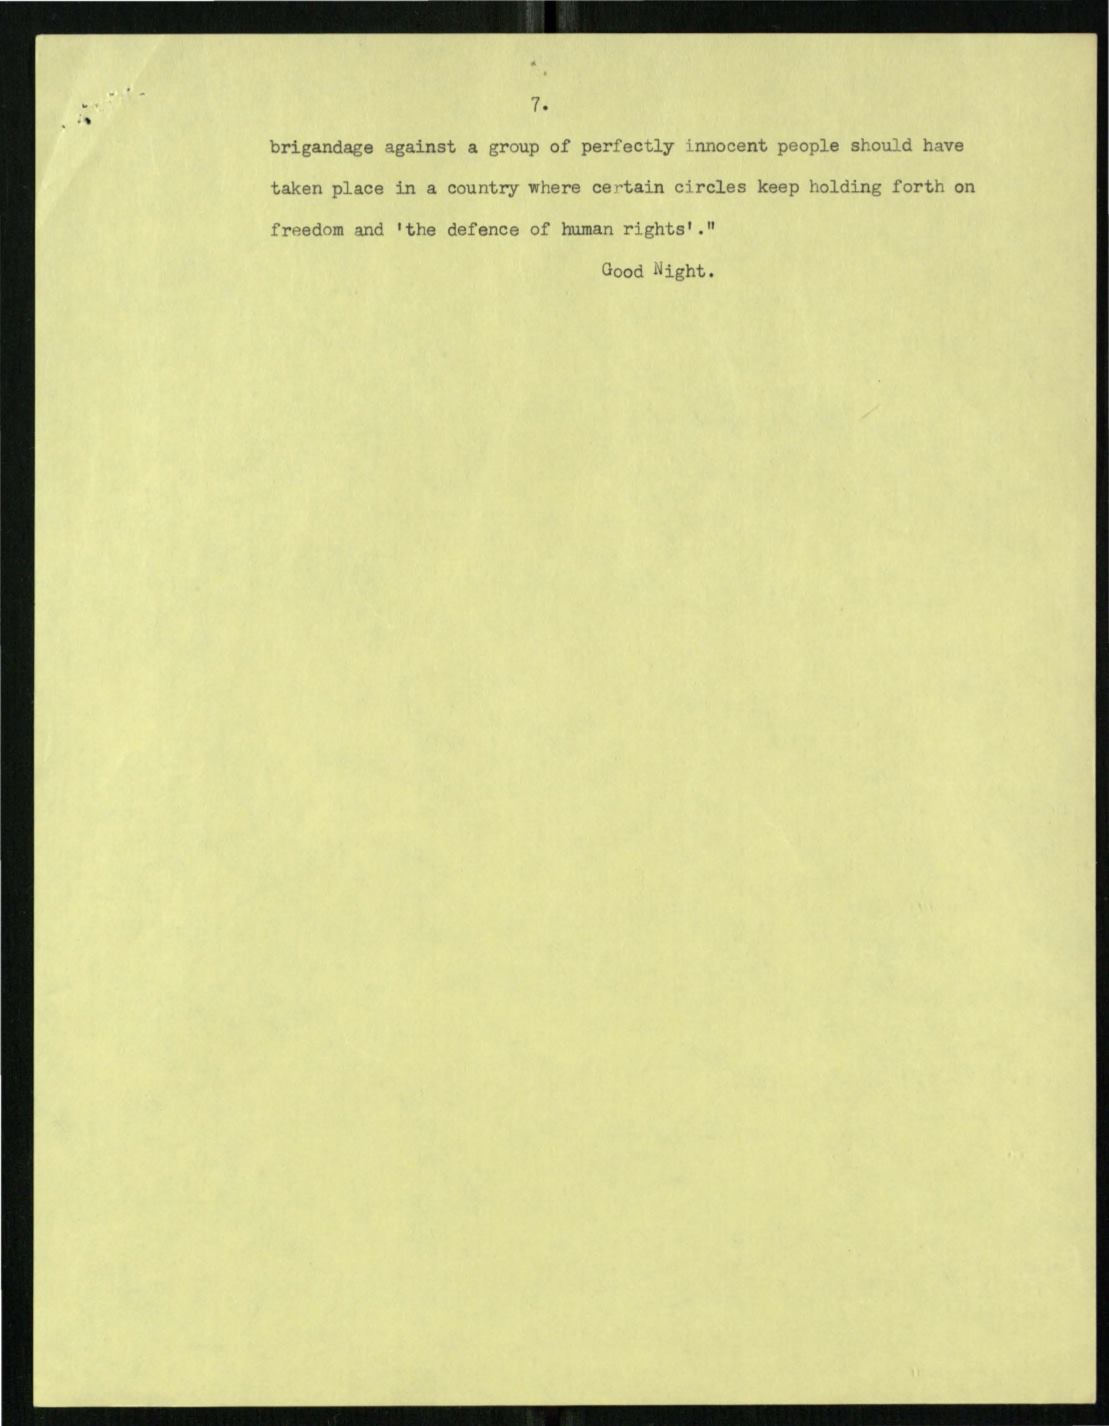 7.
brigandage against a group of perfectly innocent people should have
taken place in a country where certain circles keep holding forth on
freedom and 'the defence of human rights'."
Good Night.